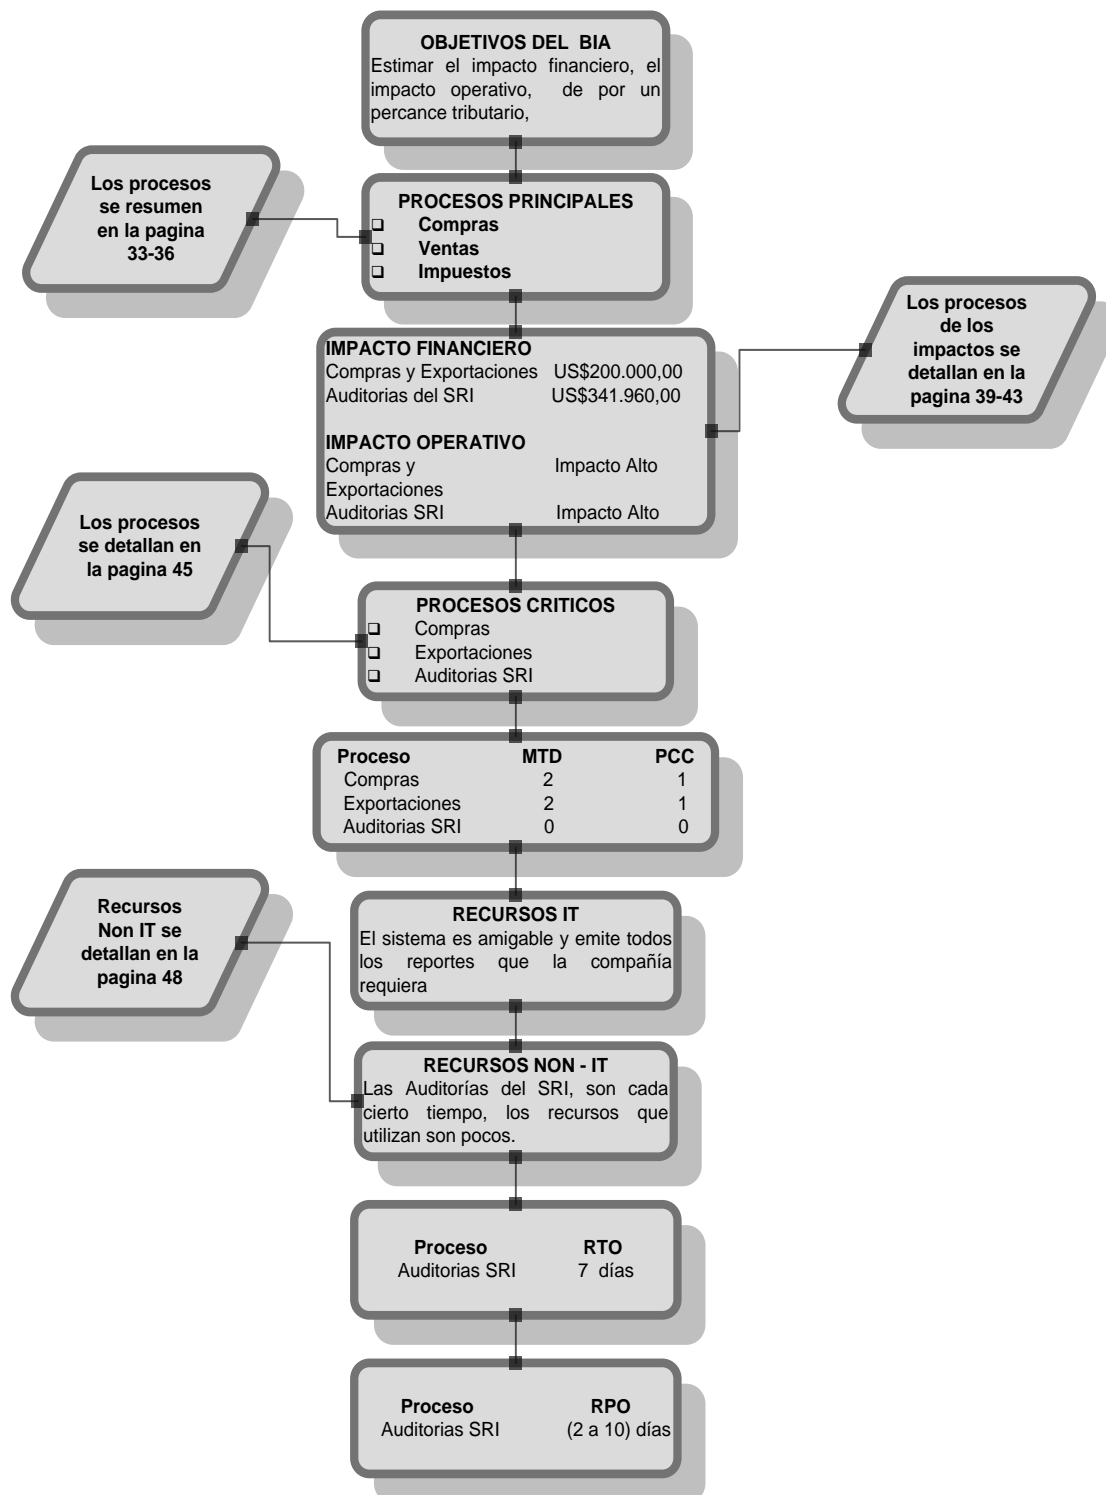 OBJETIVOS DEL BIA
Estimar el impacto financiero, el
impacto operativo, de por un
percance tributario,
Los procesos
se resumen
en la pagina
33-36
PROCESOS PRINCIPALES
❑ Compras
❑ Ventas
❑ Impuestos
Los procesos
de los
impactos se
detallan en la
pagina 39-43
IMPACTO FINANCIERO
Compras y Exportaciones US$200.000,00
Auditorias del SRI US$341.960,00
IMPACTO OPERATIVO
Compras y Impacto Alto
Exportaciones
Auditorias SRI Impacto Alto
Los procesos
se detallan en
la pagina 45
PROCESOS CRITICOS
❑ Compras
❑ Exportaciones
❑ Auditorias SRI
Proceso MTD PCC
Compras 2 1
Exportaciones 2 1
Auditorias SRI 0 0
Recursos
Non IT se
detallan en la
pagina 48
RECURSOS IT
El sistema es amigable y emite todos
los reportes que la compañía
requiera
RECURSOS NON - IT
Las Auditorías del SRI, son cada
cierto tiempo, los recursos que
utilizan son pocos.
Proceso RTO
Auditorias SRI 7 días
Proceso RPO
Auditorias SRI (2 a 10) días